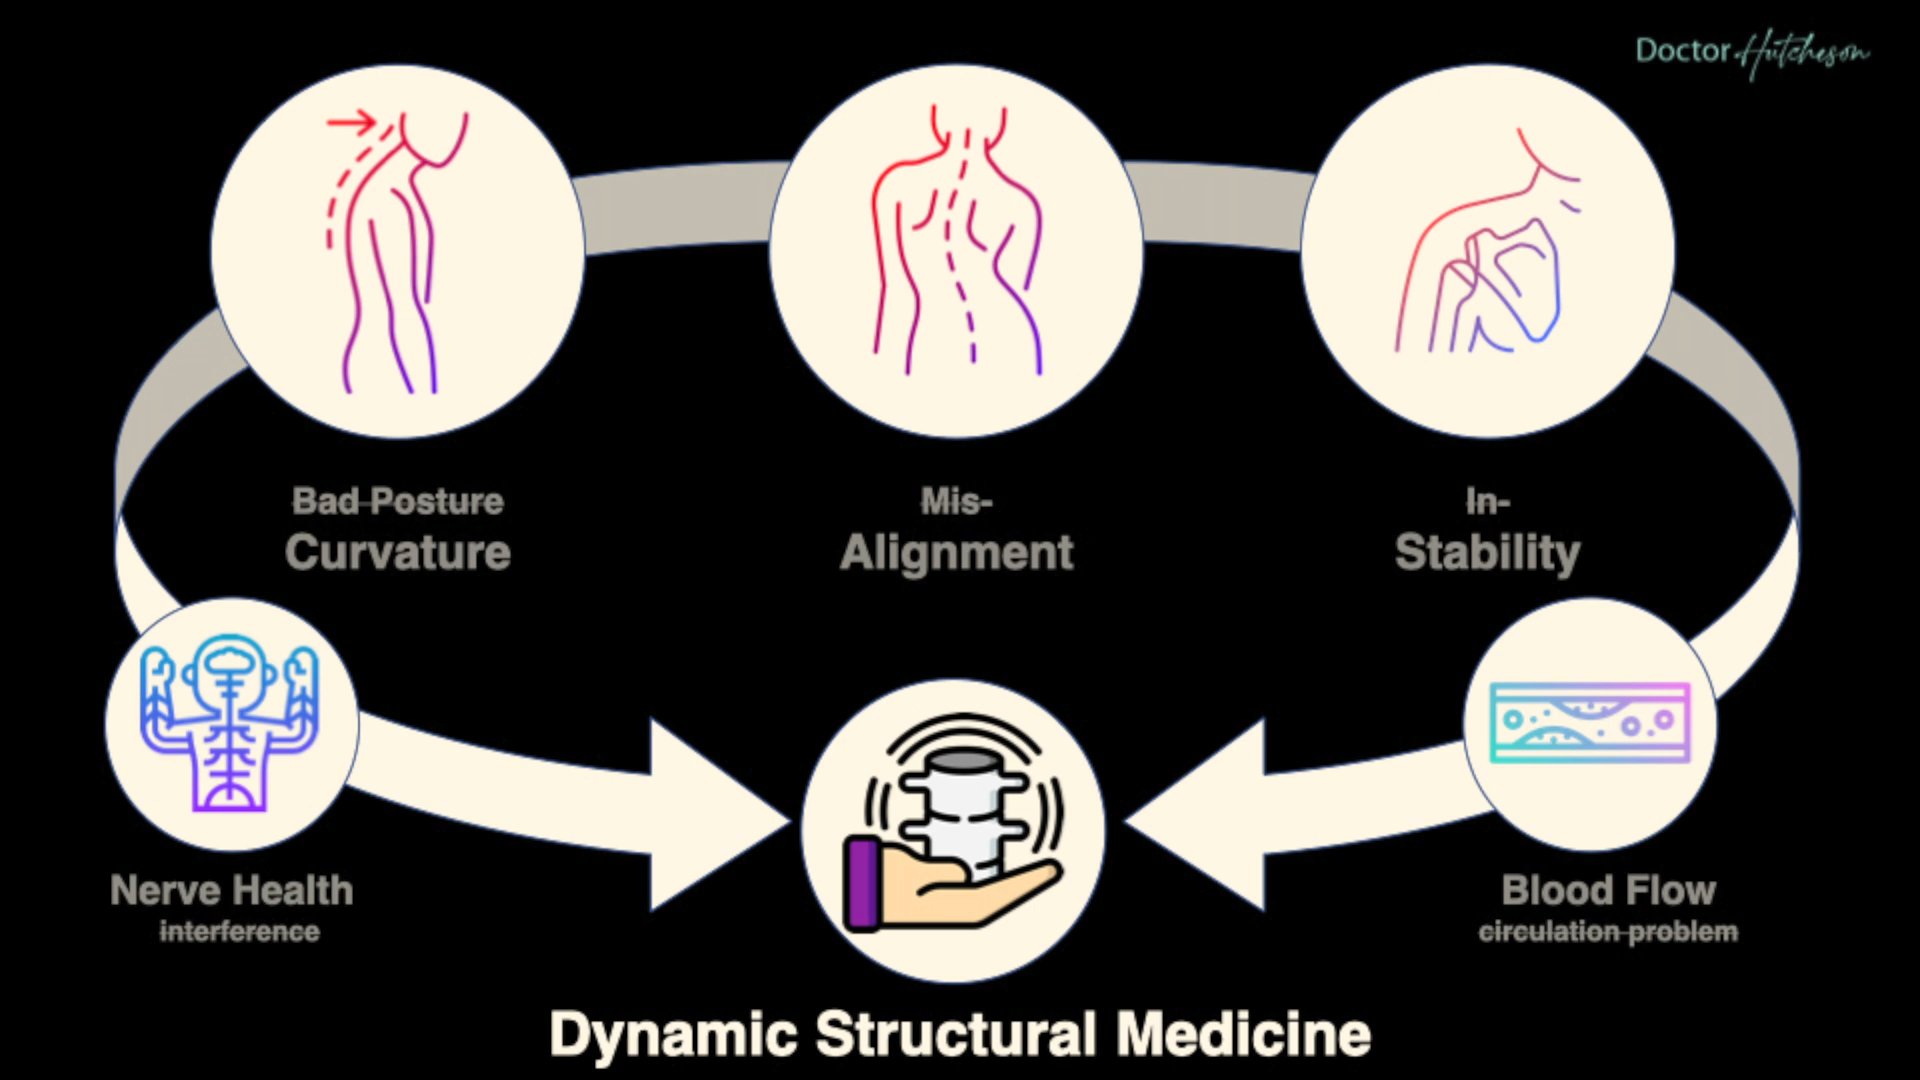 Doctor Hutcheson
Bad Posture
Curvature
Mis-
Alignment
In-
Stability
Nerve Health
interference
Blood Flow
circulation problem
Dynamic Structural Medicine